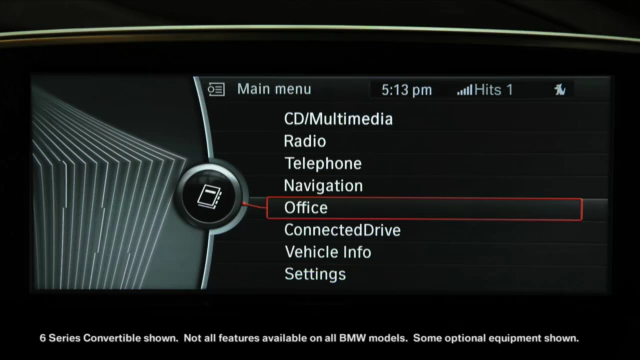 Main menu 5:13 pm Hits 1
CD/Multimedia
Radio
Telephone
Navigation
Office
ConnectedDrive
Vehicle Info
Settings
6 Series Convertible shown. Not all features available on all BMW models. Some optional equipment shown.